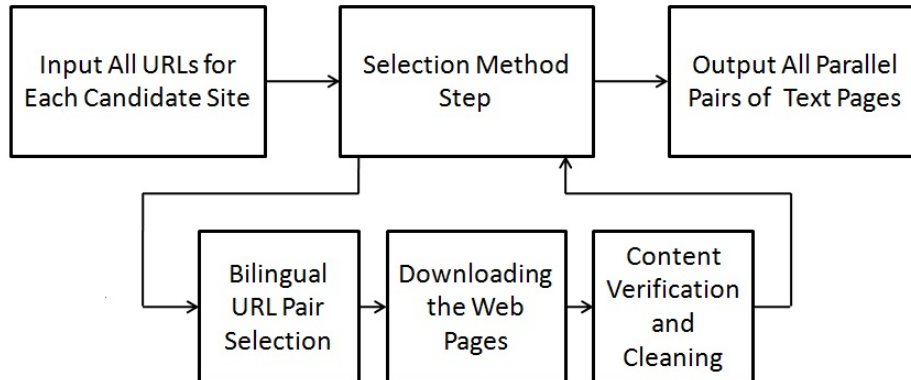 Input All URLs for
Each Candidate Site
Selection Method
Step
Output All Parallel
Pairs of Text Pages
Bilingual
URL Pair
Selection
Downloading
the Web
Pages
Content
Verification
and
Cleaning